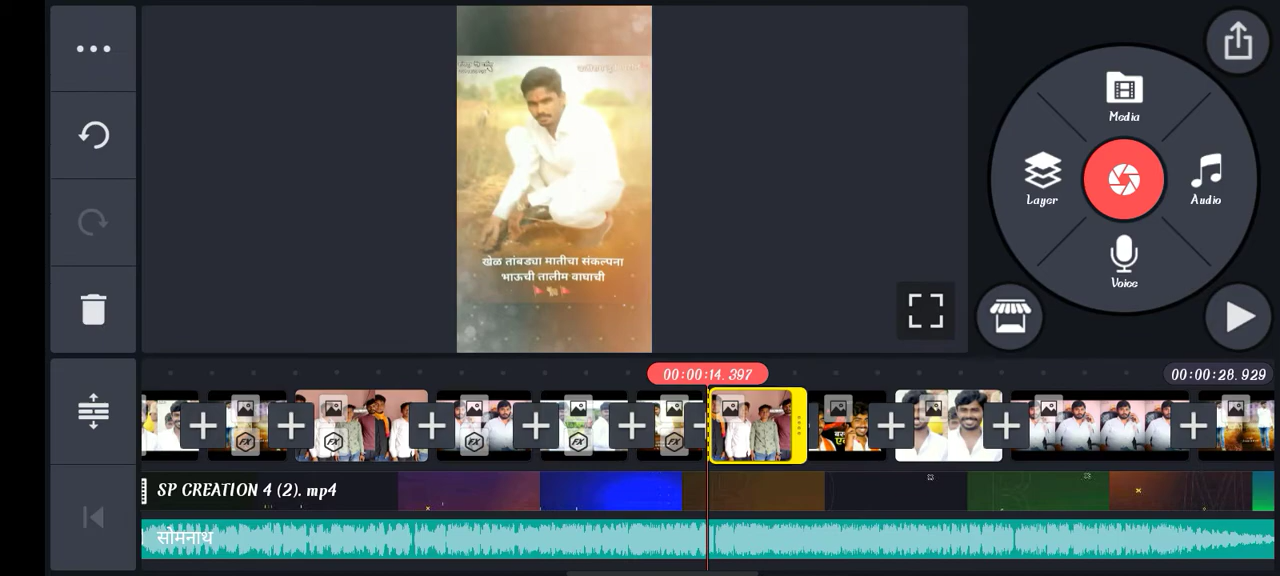 Media
Layer
Audio
Voice
खेळ तांबड्या मातीचा संकल्पना
भाऊची तालीम वाघाची
00:00:14.397
00:00:28.929
SP CREATION 4 (2). mp4
सोमनाथ